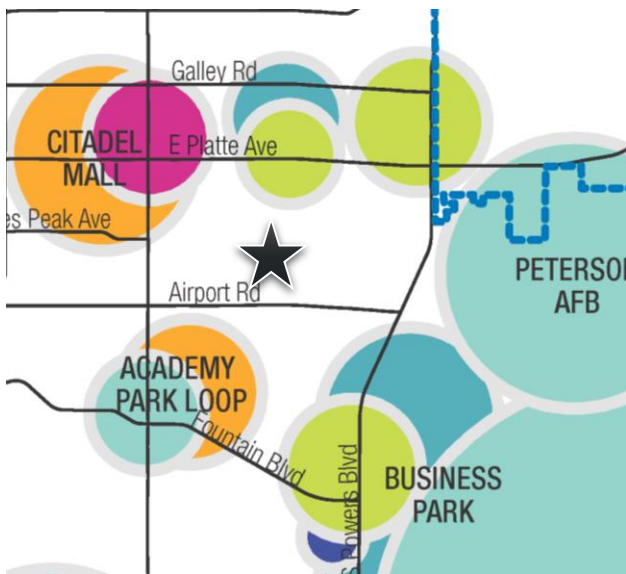 Galley Rd
CITADEL
MALL
E Platte Ave
es Peak Ave
PETERSO
AFB
Airport Rd
ACADEMY
PARK LOOP
Fountain Blvd
S Powers Blvd
BUSINESS
PARK